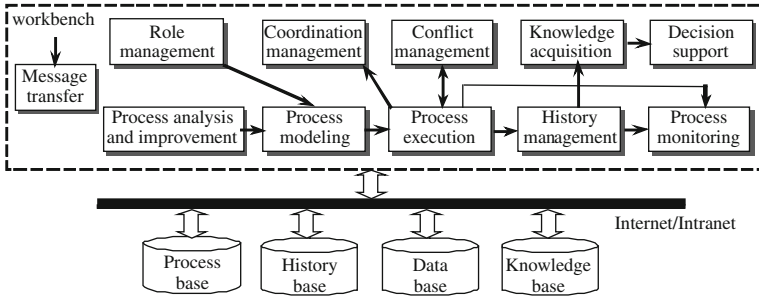 workbench
Message
transfer
Role
management
Coordination
management
Conflict
management
Knowledge
acquisition
Decision
support
Process analysis
and improvement
Process
modeling
Process
execution
History
management
Process
monitoring
Internet/Intranet
Process
base
History
base
Data
base
Knowledge
base